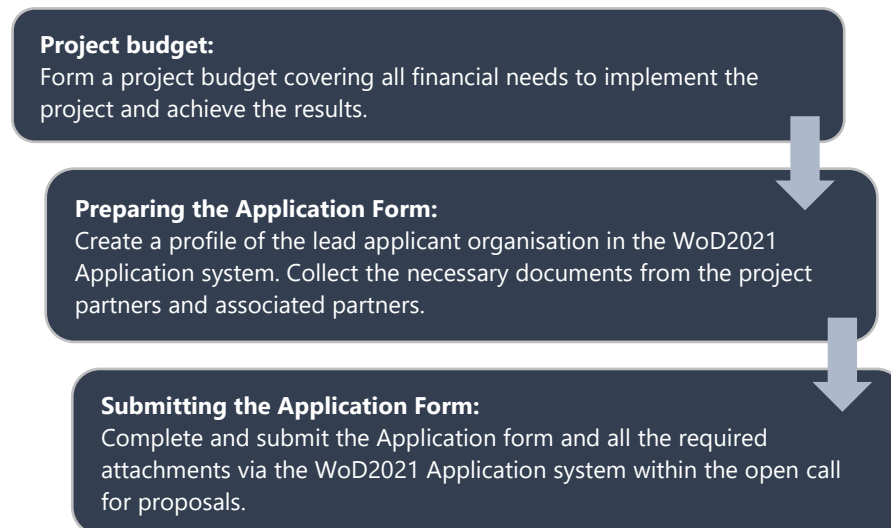 Project budget:
Form a project budget covering all financial needs to implement the
project and achieve the results.
Preparing the Application Form:
Create a profile of the lead applicant organisation in the WoD2021
Application system. Collect the necessary documents from the project
partners and associated partners.
Submitting the Application Form:
Complete and submit the Application form and all the required
attachments via the WoD2021 Application system within the open call
for proposals.